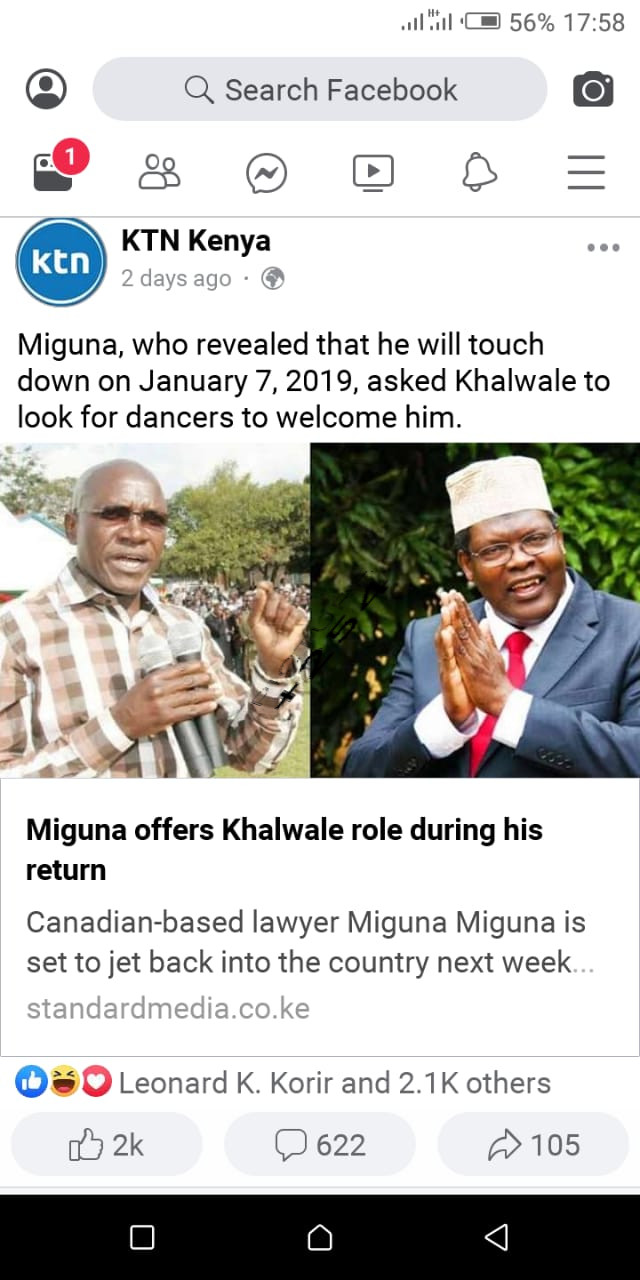 56% 17:58
Search Facebook
1
ktn
KTN Kenya
2 days ago ·
Miguna, who revealed that he will touch
down on January 7, 2019, asked Khalwale to
look for dancers to welcome him.
Miguna offers Khalwale role during his
return
Canadian-based lawyer Miguna Miguna is
set to jet back into the country next week...
standardmedia.co.ke
Leonard K. Korir and 2.1K others
2k
622
105